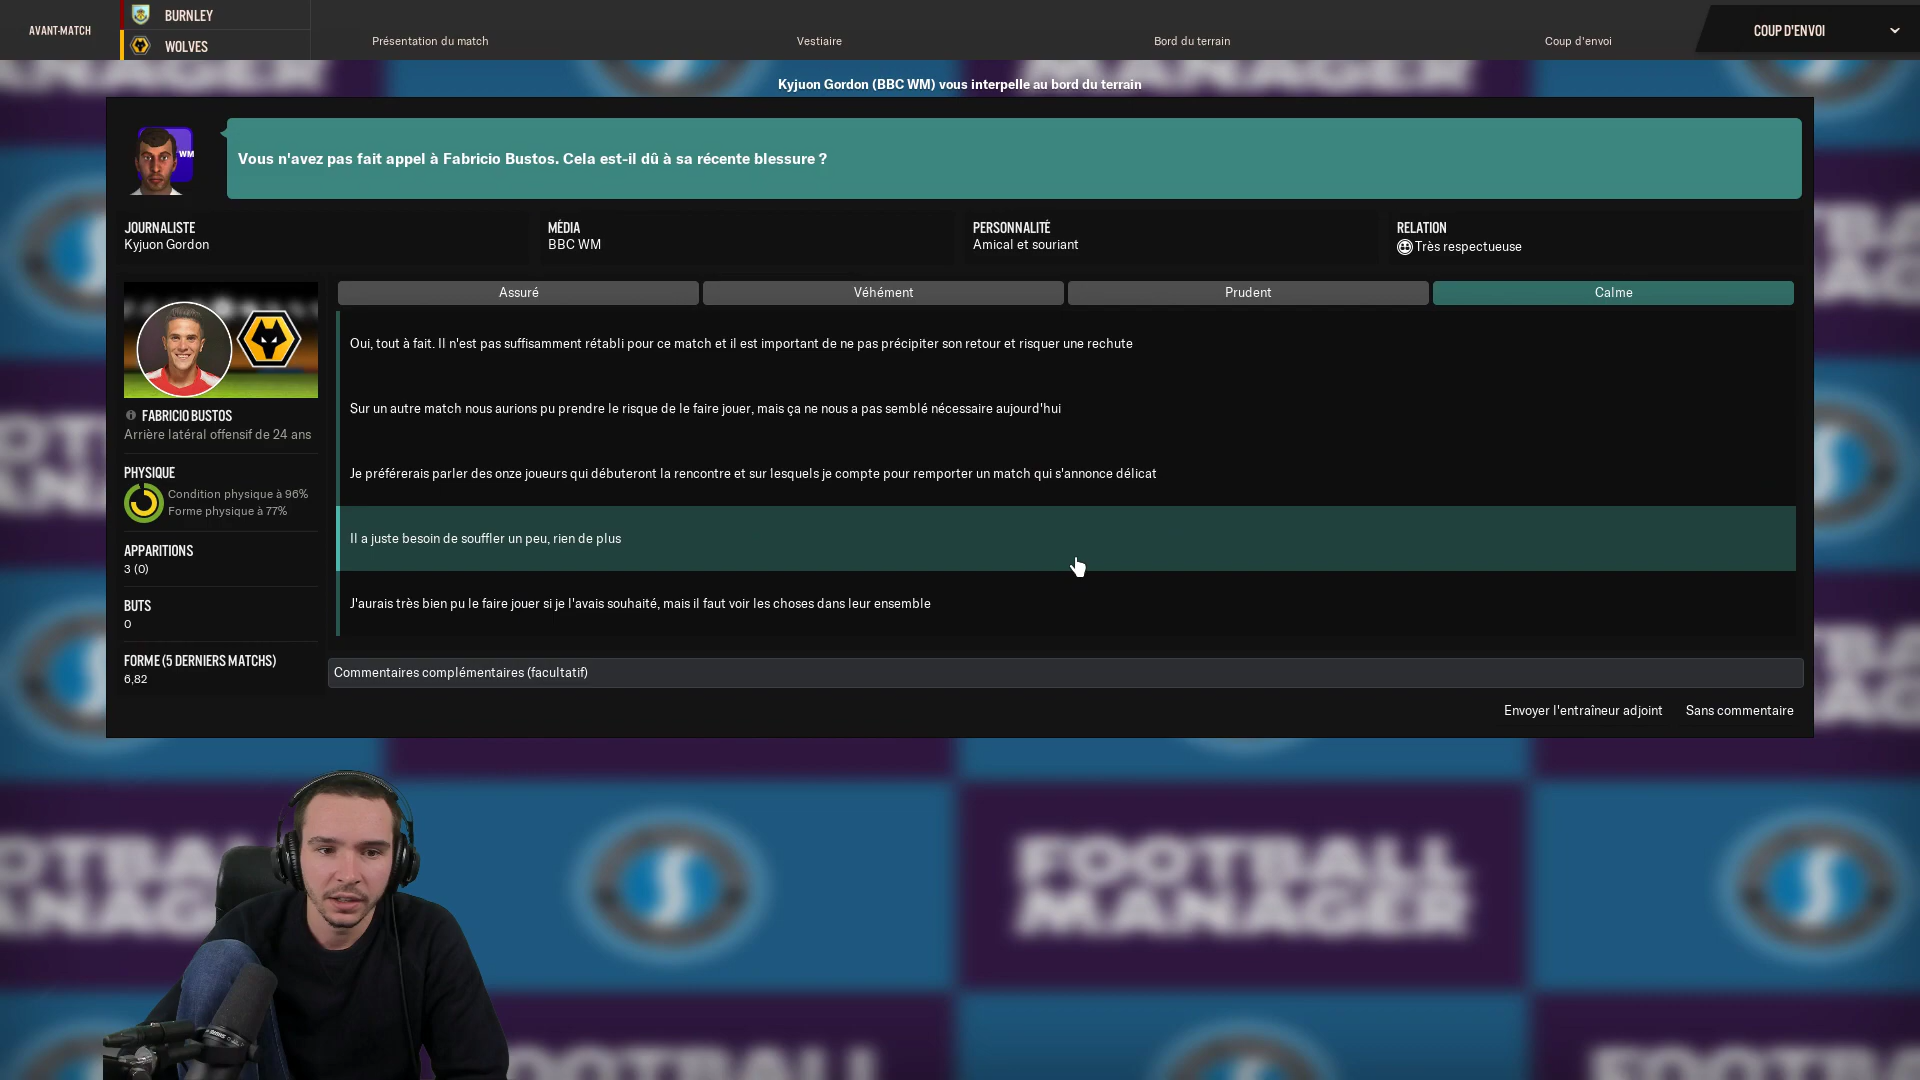 AVANT-MATCH
BURNLEY
WOLVES
Présentation du match
Vestiaire
Bord du terrain
Coup d'envoi
COUP D'ENVOI
Kyjuon Gordon (BBC WM) vous interpelle au bord du terrain
WM
Vous n'avez pas fait appel à Fabricio Bustos. Cela est-il dû à sa récente blessure ?
JOURNALISTE
Kyjuon Gordon
MÉDIA
BBC WM
PERSONNALITÉ
Amical et souriant
RELATION
Très respectueuse
Assuré
Véhément
Prudent
Calme
Oui, tout à fait. Il n'est pas suffisamment rétabli pour ce match et il est important de ne pas précipiter son retour et risquer une rechute
Sur un autre match nous aurions pu prendre le risque de le faire jouer, mais ça ne nous a pas semblé nécessaire aujourd'hui
Je préférerais parler des onze joueurs qui débuteront la rencontre et sur lesquels je compte pour remporter un match qui s'annonce délicat
Il a juste besoin de souffler un peu, rien de plus
J'aurais très bien pu le faire jouer si je l'avais souhaité, mais il faut voir les choses dans leur ensemble
FABRICIO BUSTOS
Arrière latéral offensif de 24 ans
PHYSIQUE
Condition physique à 96%
Forme physique à 77%
APPARITIONS
3 (0)
BUTS
0
FORME (5 DERNIERS MATCHS)
6,82
Commentaires complémentaires (facultatif)
Envoyer l'entraîneur adjoint
Sans commentaire
FOOTBALL
MANAGER